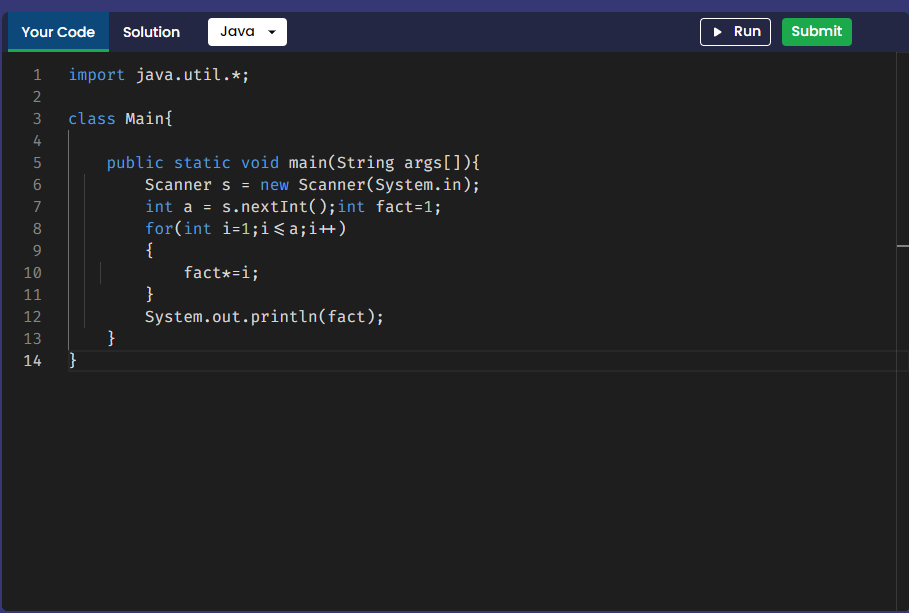 Your Code Solution Java Run Submit
1 import java.util.*;
2
3 class Main{
4
5 public static void main(String args[]){
6 Scanner s = new Scanner(System.in);
7 int a = s.nextInt();int fact=1;
8 for(int i=1;i<=a;i++)
9 {
10 fact*=i;
11 }
12 System.out.println(fact);
13 }
14 }